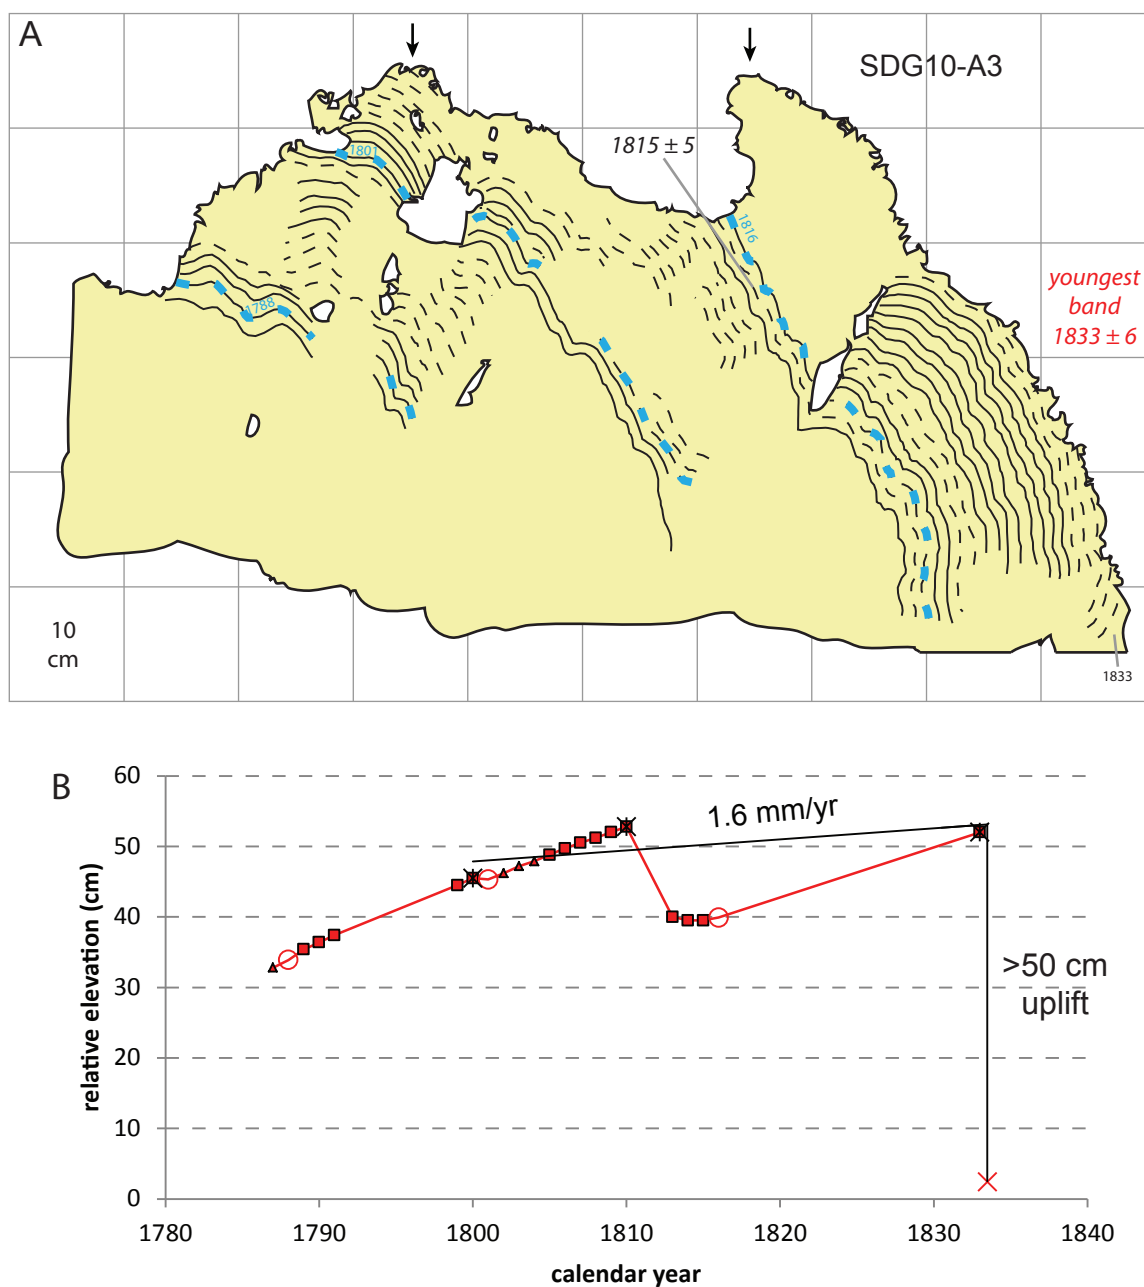 A
SDG10-A3
1815 ± 5
1801
1816
1788
youngest
band
1833 ± 6
10
cm
1833
B
60
50
40
30
20
10
0
relative elevation (cm)
1.6 mm/yr
>50 cm
uplift
1780
1790
1800
1810
1820
1830
1840
calendar year